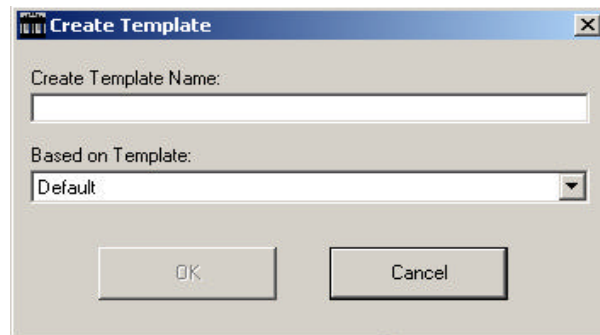 Create Template
Create Template Name:
Based on Template:
Default
OK
Cancel